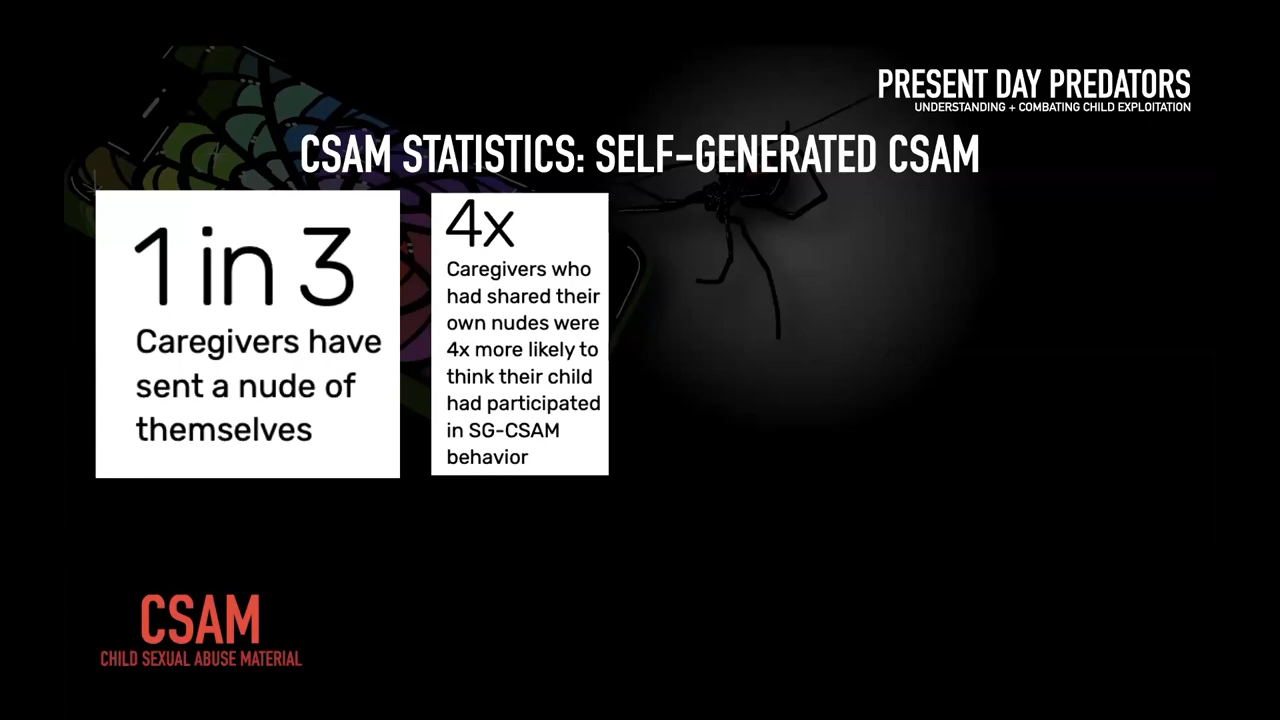 PRESENT DAY PREDATORS
UNDERSTANDING + COMBATING CHILD EXPLOITATION
CSAM STATISTICS: SELF-GENERATED CSAM
1 in 3
Caregivers have
sent a nude of
themselves
4x
Caregivers who
had shared their
own nudes were
4x more likely to
think their child
had participated
in SG-CSAM
behavior
CSAM
CHILD SEXUAL ABUSE MATERIAL